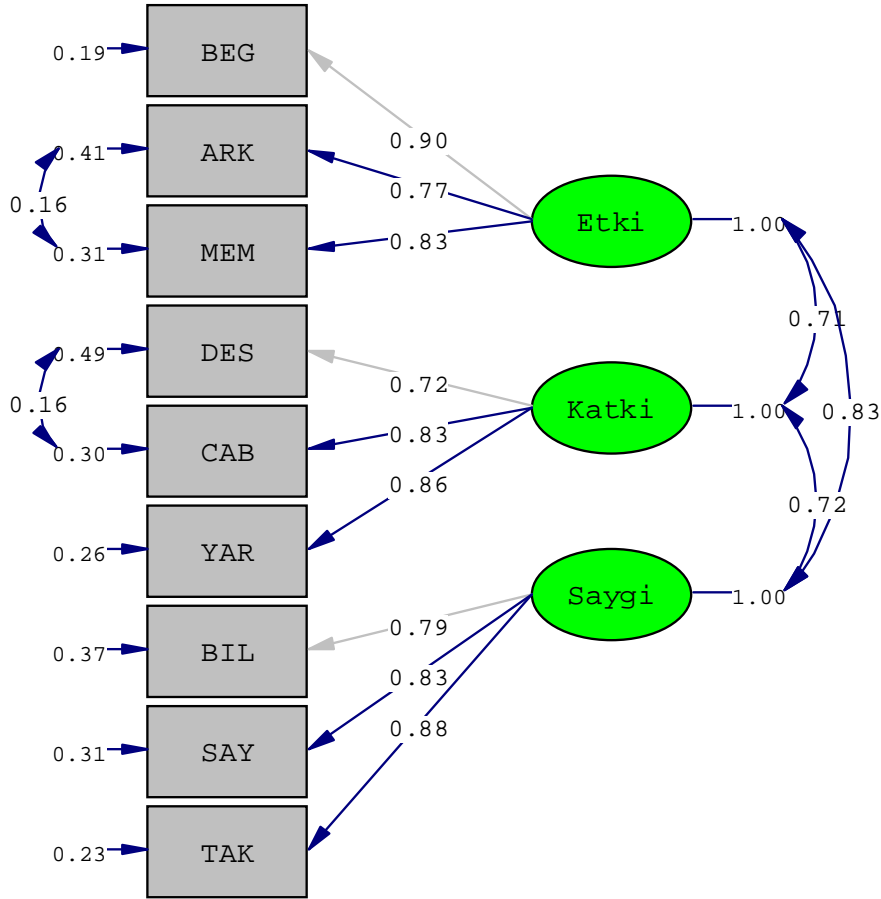 0.19 BEG
0.90
0.41 ARK
0.77
0.16
Etki 1.00
0.31 MEM
0.83
0.71
0.49 DES
0.72
0.16
Katki 1.00 0.83
0.30 CAB
0.83
0.86
0.72
0.26 YAR
Saygi 1.00
0.37 BIL
0.79
0.83
0.31 SAY
0.88
0.23 TAK